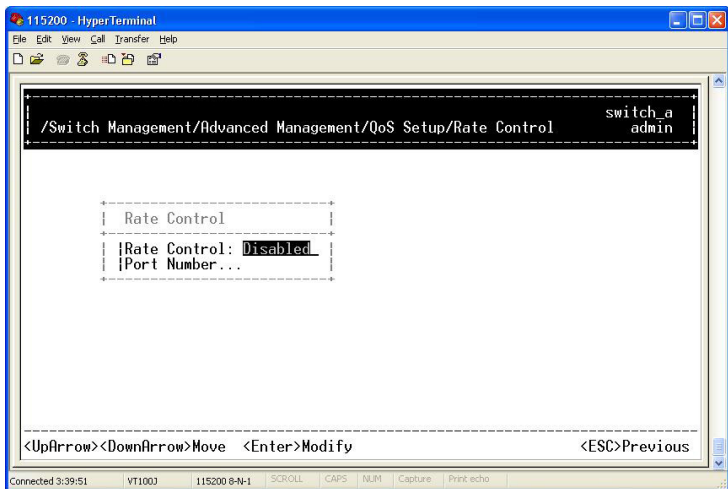 115200 - HyperTerminal
File Edit View Call Transfer Help
switch_a
/Switch Management/Advanced Management/QoS Setup/Rate Control admin
Rate Control
|Rate Control: Disabled_
|Port Number...
<UpArrow><DownArrow>Move <Enter>Modify <ESC>Previous
Connected 3:39:51 VT100J 115200 8-N-1 SCROLL CAPS NUM Capture Print echo